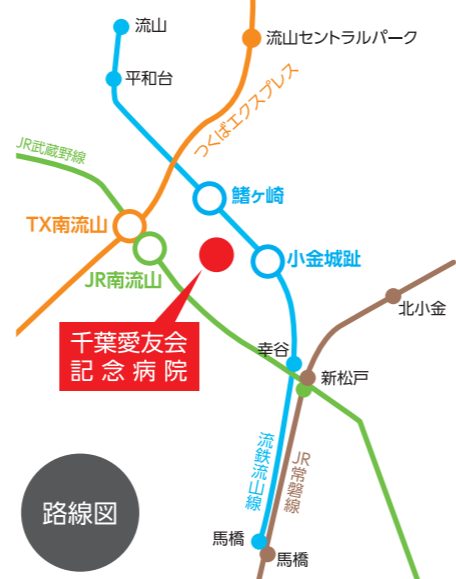 流山
流山セントラルパーク
平和台
つくばエクスプレス
JR武蔵野線
鰭ヶ崎
TX南流山
小金城趾
JR南流山
北小金
千葉愛友会
記念病院
幸谷
新松戸
流鉄流山線
JR常磐線
路線図
馬橋
馬橋